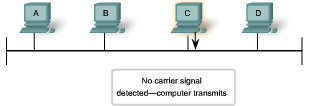 A B C D
No carrier signal
detected—computer transmits